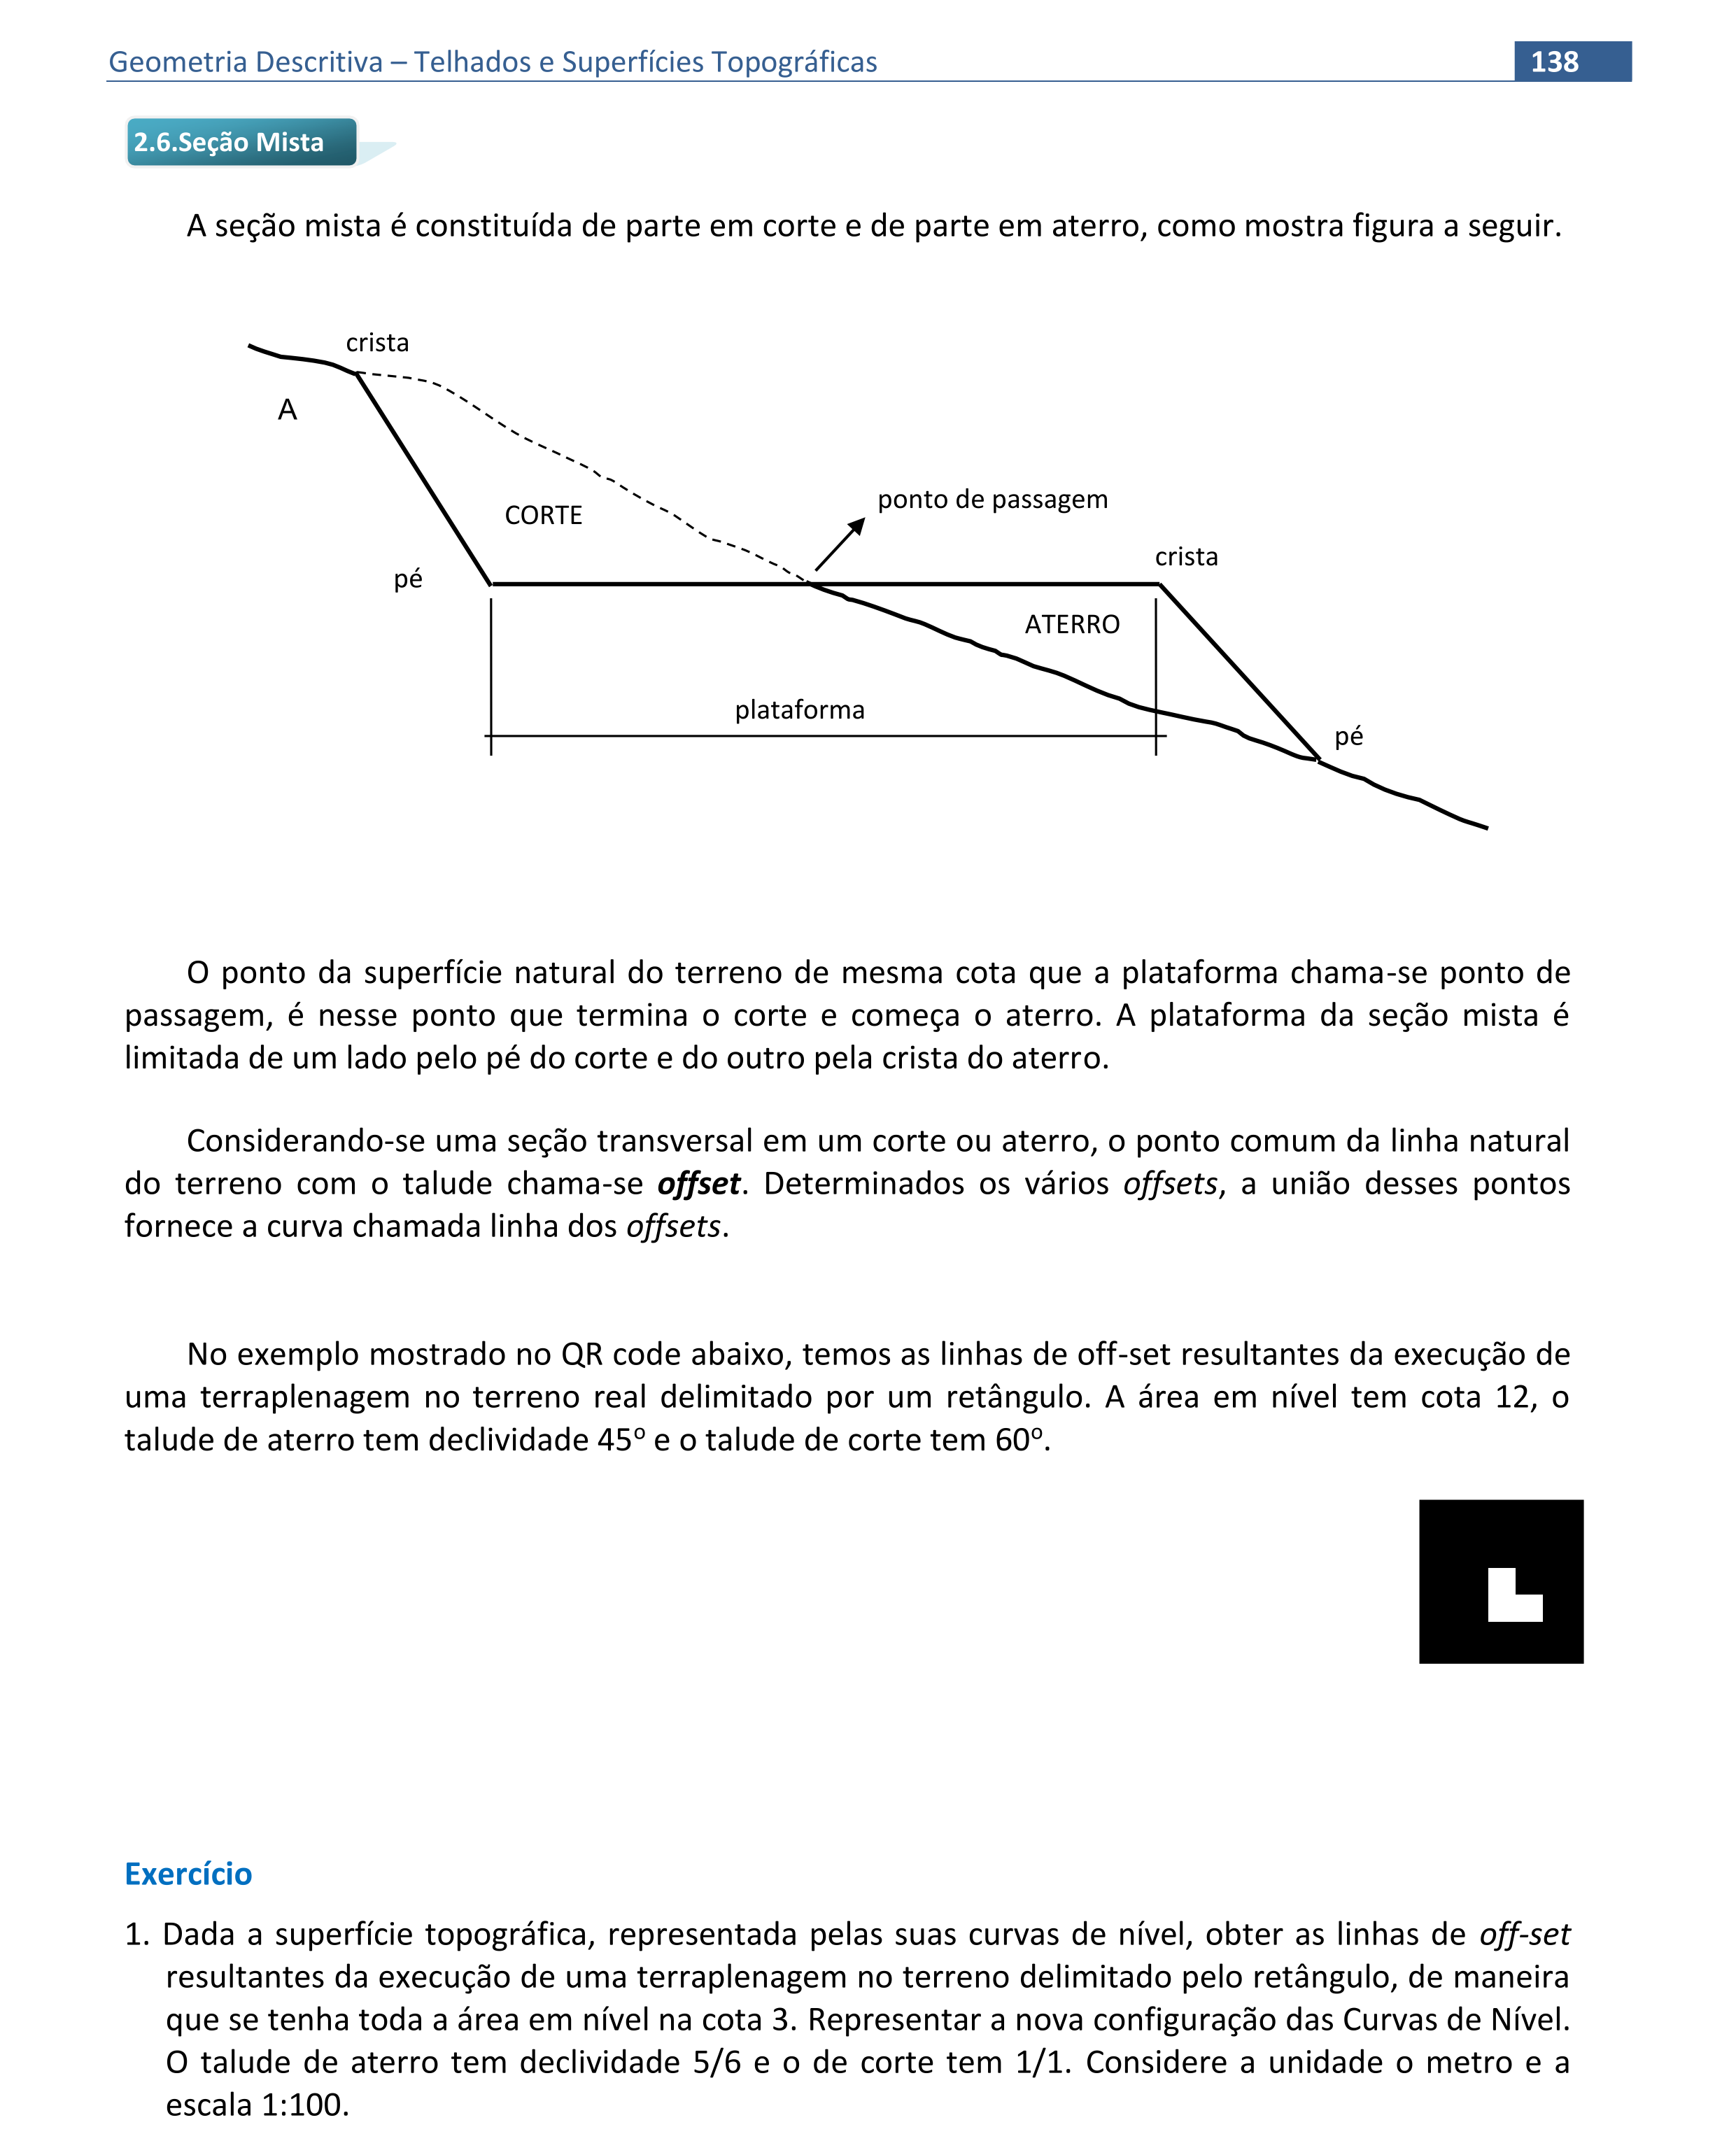 Geometria Descritiva – Telhados e Superfícies Topográficas 138
2.6.Seção Mista
A seção mista é constituída de parte em corte e de parte em aterro, como mostra figura a seguir.
crista
A
CORTE
ponto de passagem
crista
pé
ATERRO
plataforma
pé
O ponto da superfície natural do terreno de mesma cota que a plataforma chama-se ponto de
passagem, é nesse ponto que termina o corte e começa o aterro. A plataforma da seção mista é
limitada de um lado pelo pé do corte e do outro pela crista do aterro.
Considerando-se uma seção transversal em um corte ou aterro, o ponto comum da linha natural
do terreno com o talude chama-se offset. Determinados os vários offsets, a união desses pontos
fornece a curva chamada linha dos offsets.
No exemplo mostrado no QR code abaixo, temos as linhas de off-set resultantes da execução de
uma terraplenagem no terreno real delimitado por um retângulo. A área em nível tem cota 12, o
talude de aterro tem declividade 45º e o talude de corte tem 60º.
Exercício
1. Dada a superfície topográfica, representada pelas suas curvas de nível, obter as linhas de off-set
resultantes da execução de uma terraplenagem no terreno delimitado pelo retângulo, de maneira
que se tenha toda a área em nível na cota 3. Representar a nova configuração das Curvas de Nível.
O talude de aterro tem declividade 5/6 e o de corte tem 1/1. Considere a unidade o metro e a
escala 1:100.